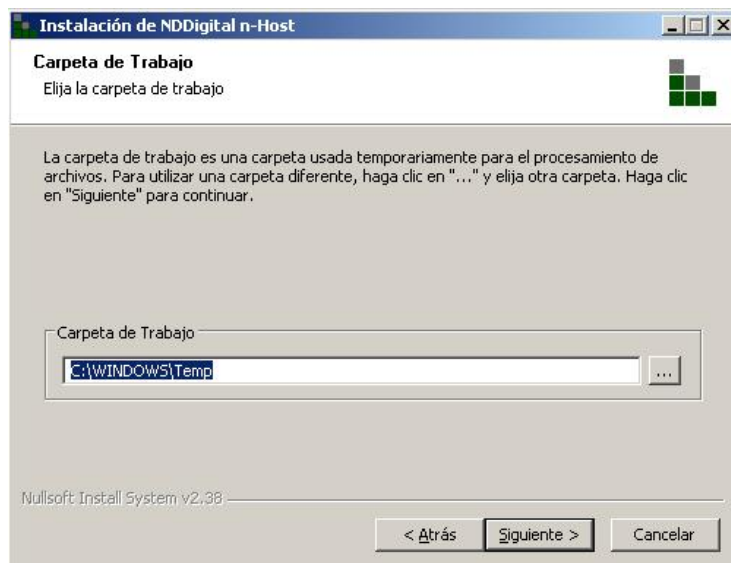 Instalación de NDDigital n-Host
Carpeta de Trabajo
Elija la carpeta de trabajo
La carpeta de trabajo es una carpeta usada temporariamente para el procesamiento de
archivos. Para utilizar una carpeta diferente, haga clic en "..." y elija otra carpeta. Haga clic
en "Siguiente" para continuar.
Carpeta de Trabajo
C:\WINDOWS\Temp
...
Nullsoft Install System v2.38
< Atrás
Siguiente >
Cancelar